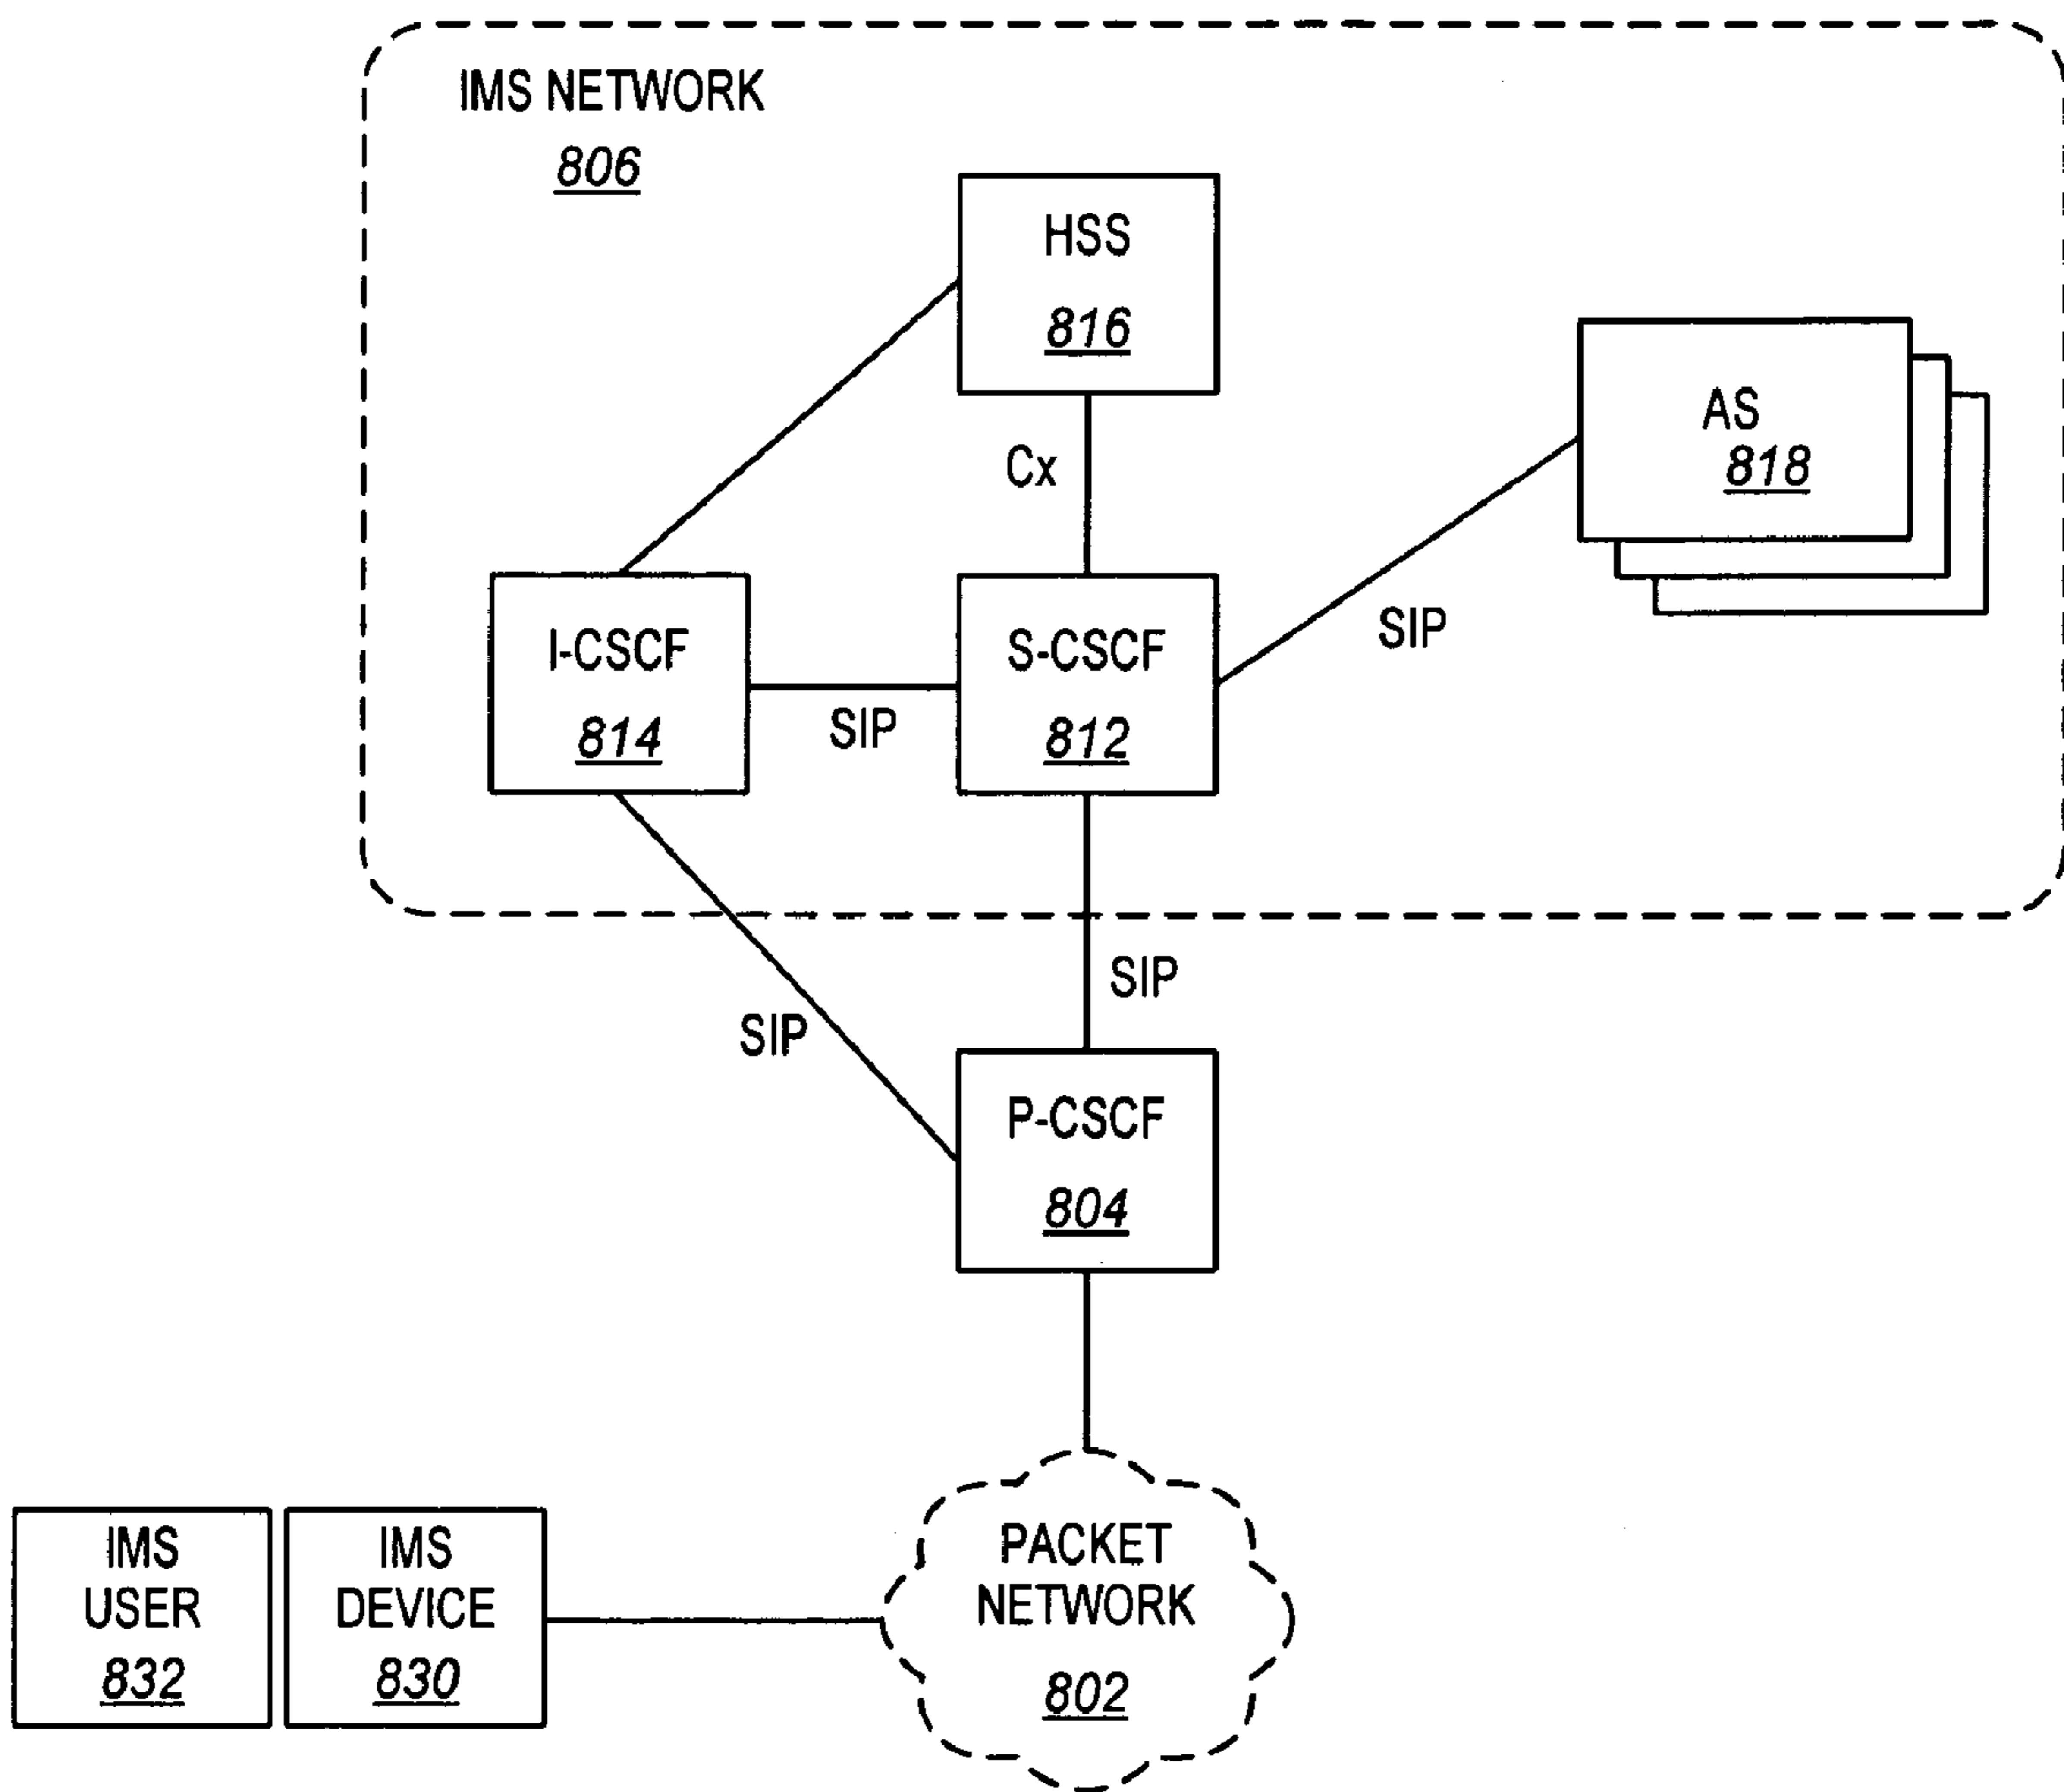 IMS NETWORK
806
HSS
816
AS
818
Cx
SIP
I-CSCF
814
SIP
S-CSCF
812
SIP
SIP
P-CSCF
804
IMS
USER
832
IMS
DEVICE
830
PACKET
NETWORK
802